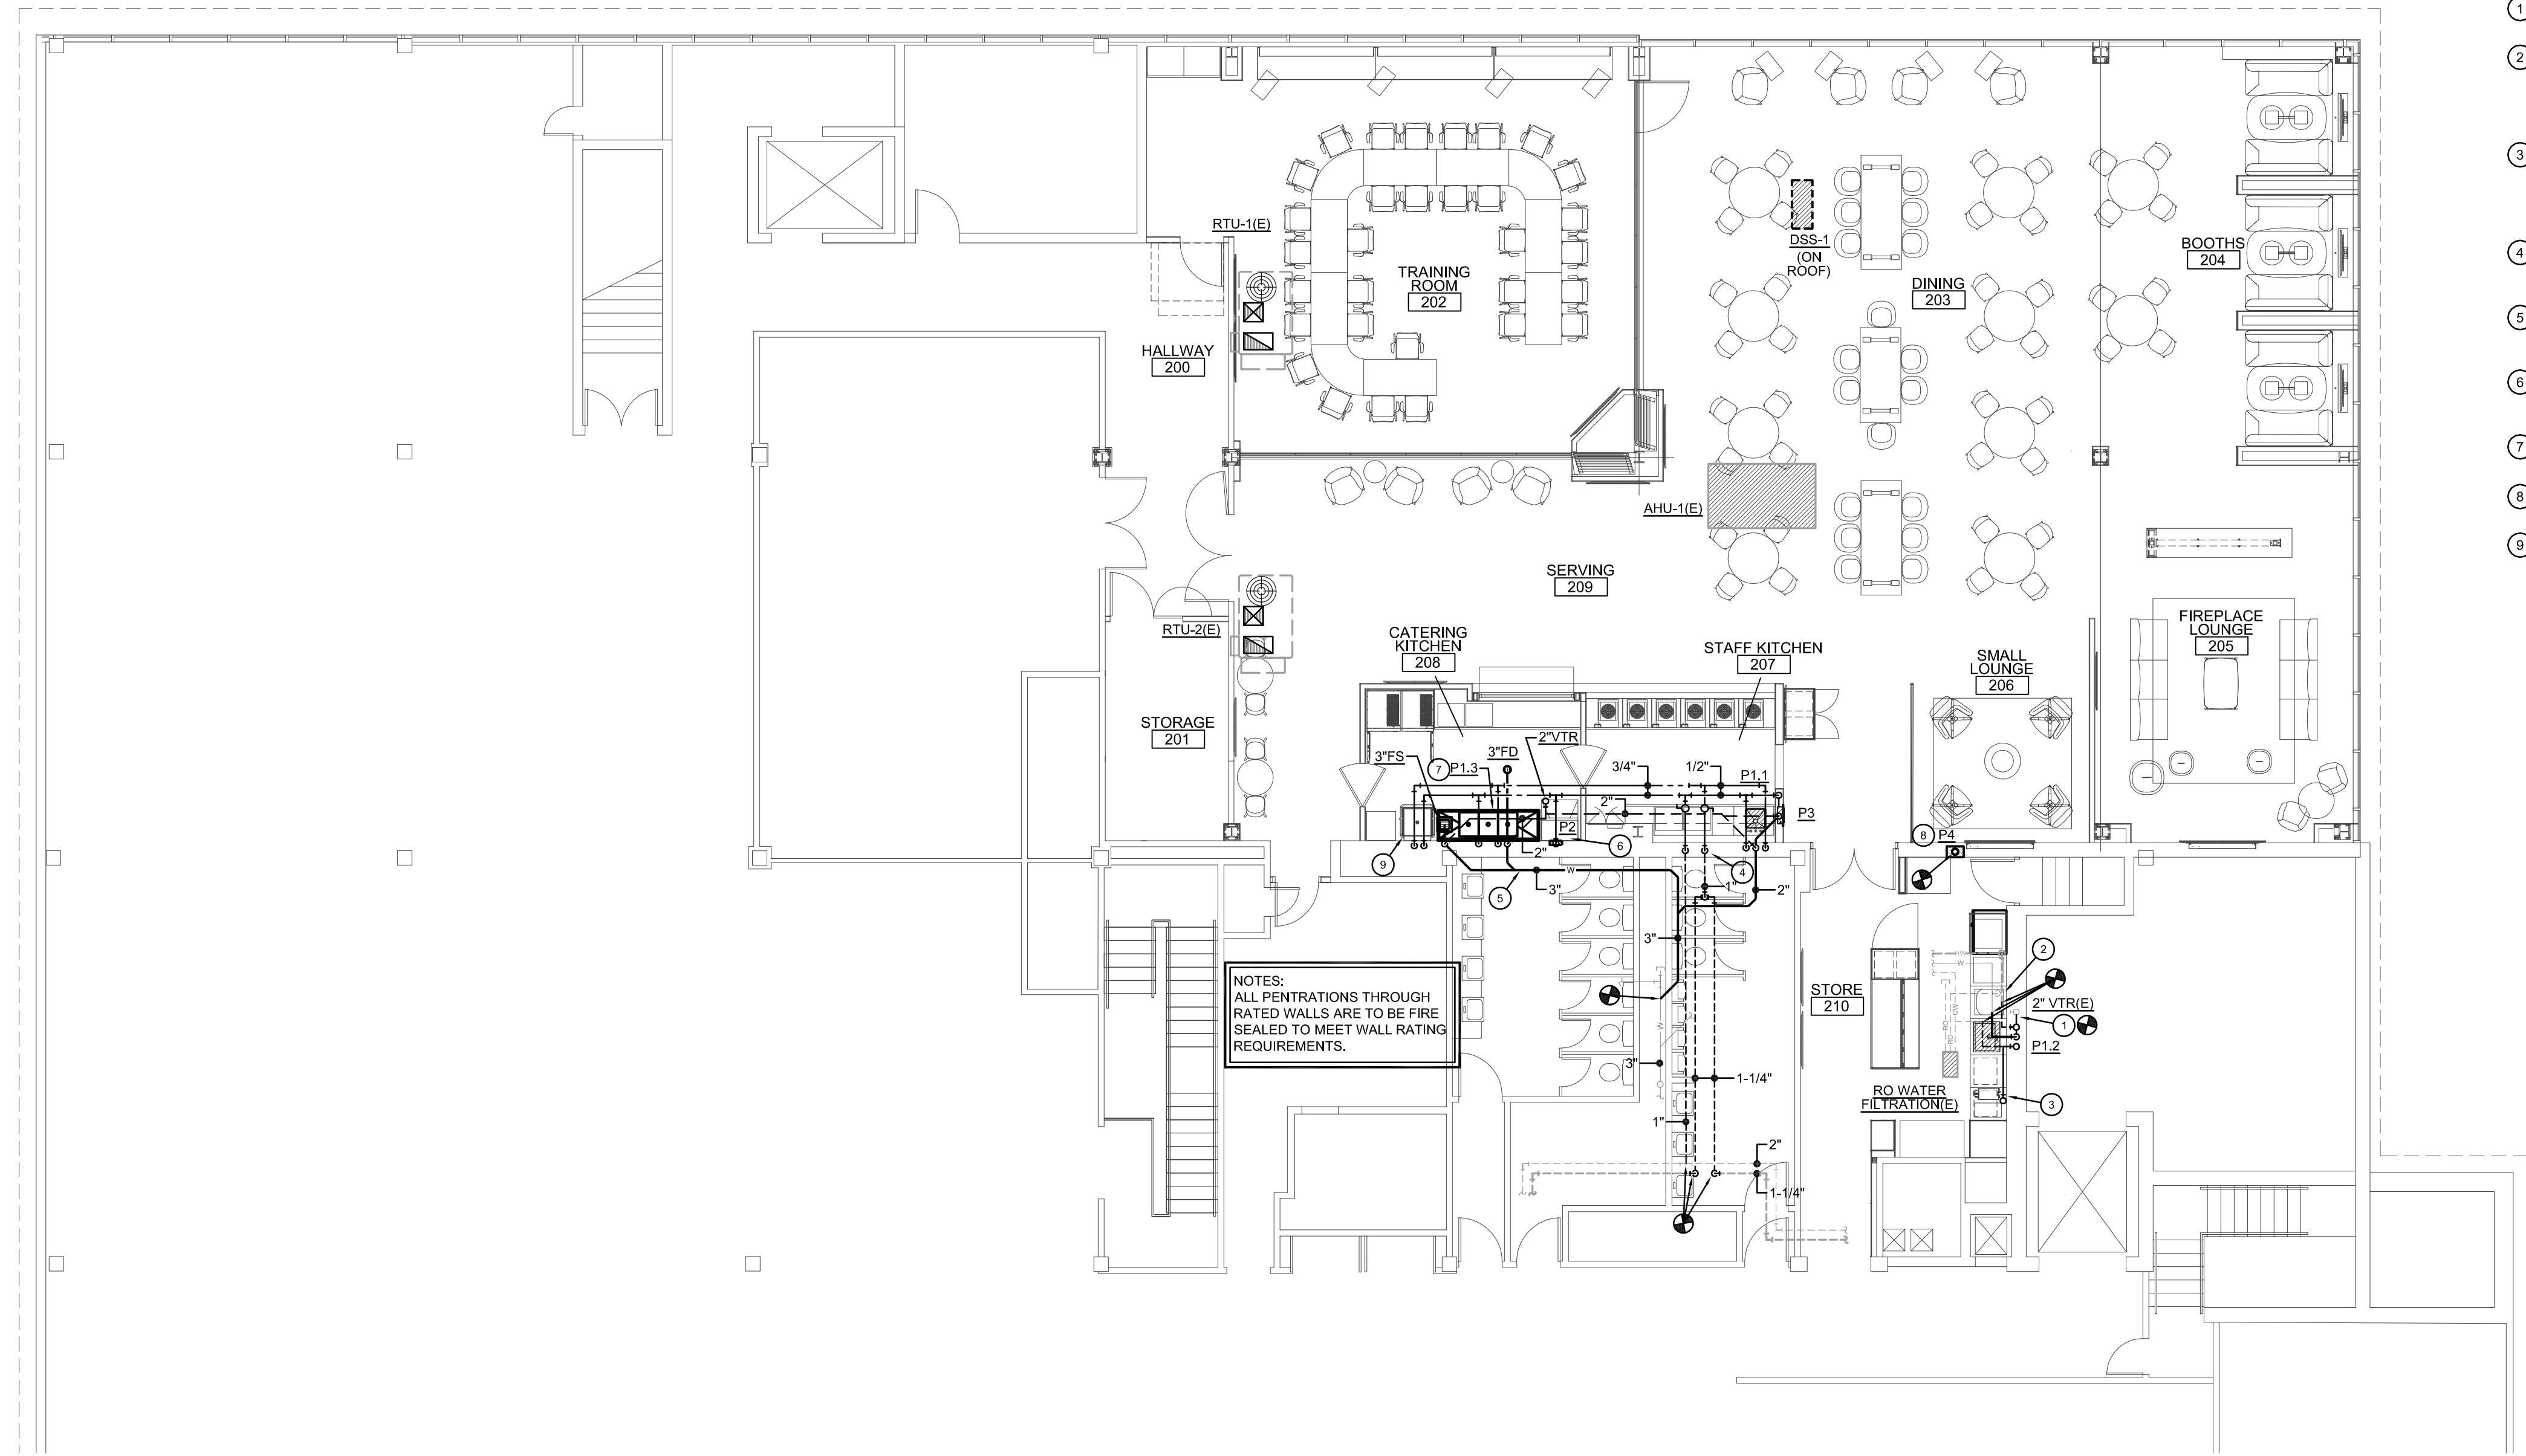 1
2
3
4
5
6
7
8
9
RTU-1(E)
TRAINING
ROOM
202
DSS-1
(ON
ROOF)
BOOTHS
204
DINING
203
HALLWAY
200
AHU-1(E)
SERVING
209
RTU-2(E)
CATERING
KITCHEN
208
STAFF KITCHEN
207
SMALL
LOUNGE
206
FIREPLACE
LOUNGE
205
STORAGE
201
3"FS
7
P1.3
3"FD
2"VTR
3/4"
1/2"
P1.1
2"
P3
P2
6
8
P4
2"
9
4
W
3"
5
1"
2"
3"
2
NOTES:
ALL PENTRATIONS THROUGH
RATED WALLS ARE TO BE FIRE
SEALED TO MEET WALL RATING
REQUIREMENTS.
STORE
210
HW
W
CW
RO
RO
2" VTR(E)
1
P1.2
W
3"
1-1/4"
RO WATER
FILTRATION(E)
3
1"
2"
1-1/4"